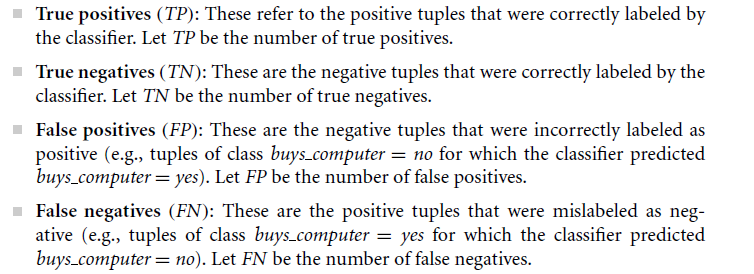 True positives (TP): These refer to the positive tuples that were correctly labeled by
the classifier. Let TP be the number of true positives.
True negatives (TN): These are the negative tuples that were correctly labeled by the
classifier. Let TN be the number of true negatives.
False positives (FP): These are the negative tuples that were incorrectly labeled as
positive (e.g., tuples of class buys_computer = no for which the classifier predicted
buys_computer = yes). Let FP be the number of false positives.
False negatives (FN): These are the positive tuples that were mislabeled as neg-
ative (e.g., tuples of class buys_computer = yes for which the classifier predicted
buys_computer = no). Let FN be the number of false negatives.